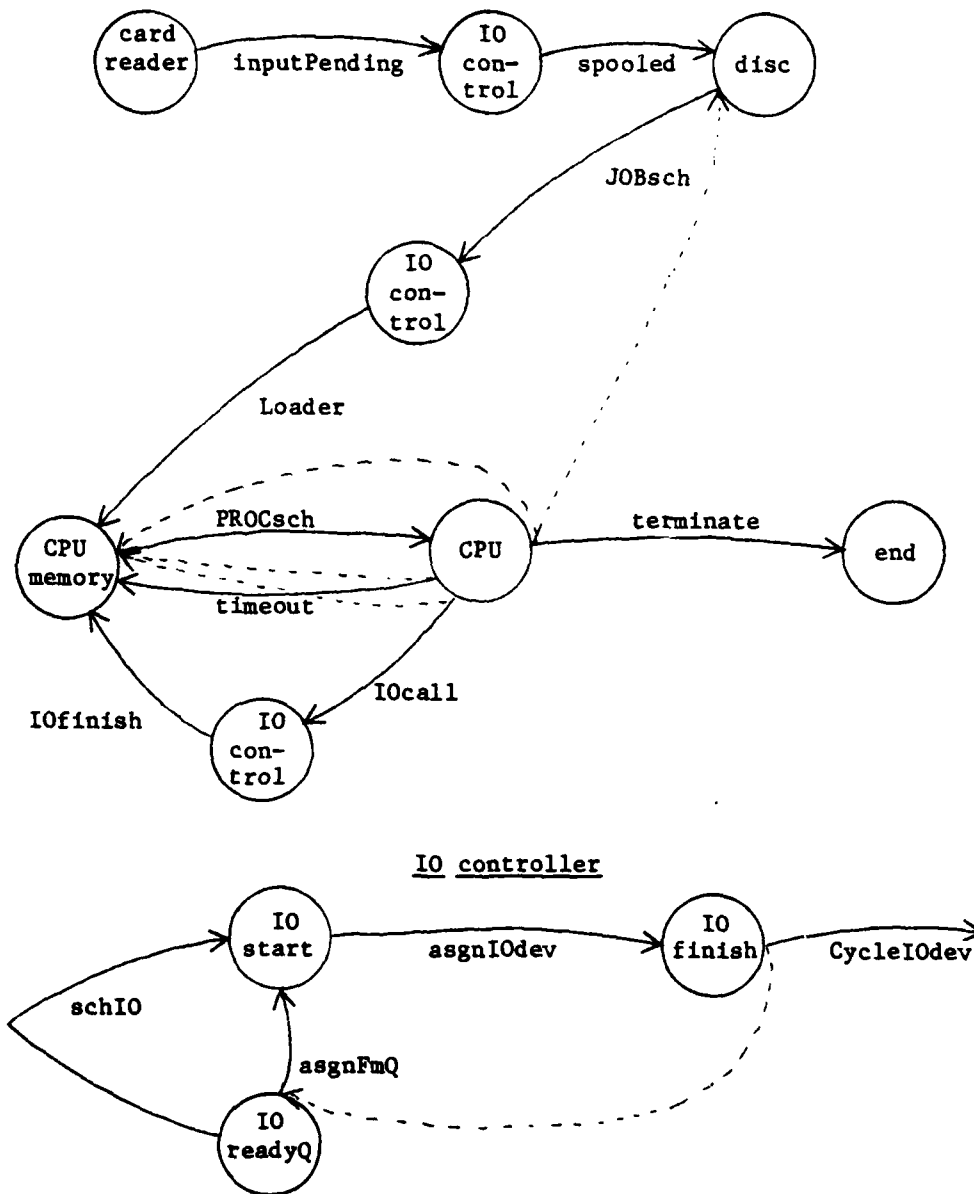 card
reader
inputPending
IO
con-
trol
spooled
disc
JOBsch
IO
con-
trol
Loader
CPU
memory
PROCsch
CPU
terminate
end
timeout
IOcall
IOfinish
IO
con-
trol
IO controller
IO
start
asgnIOdev
IO
finish
CycleIOdev
schIO
asgnFmQ
IO
readyQ